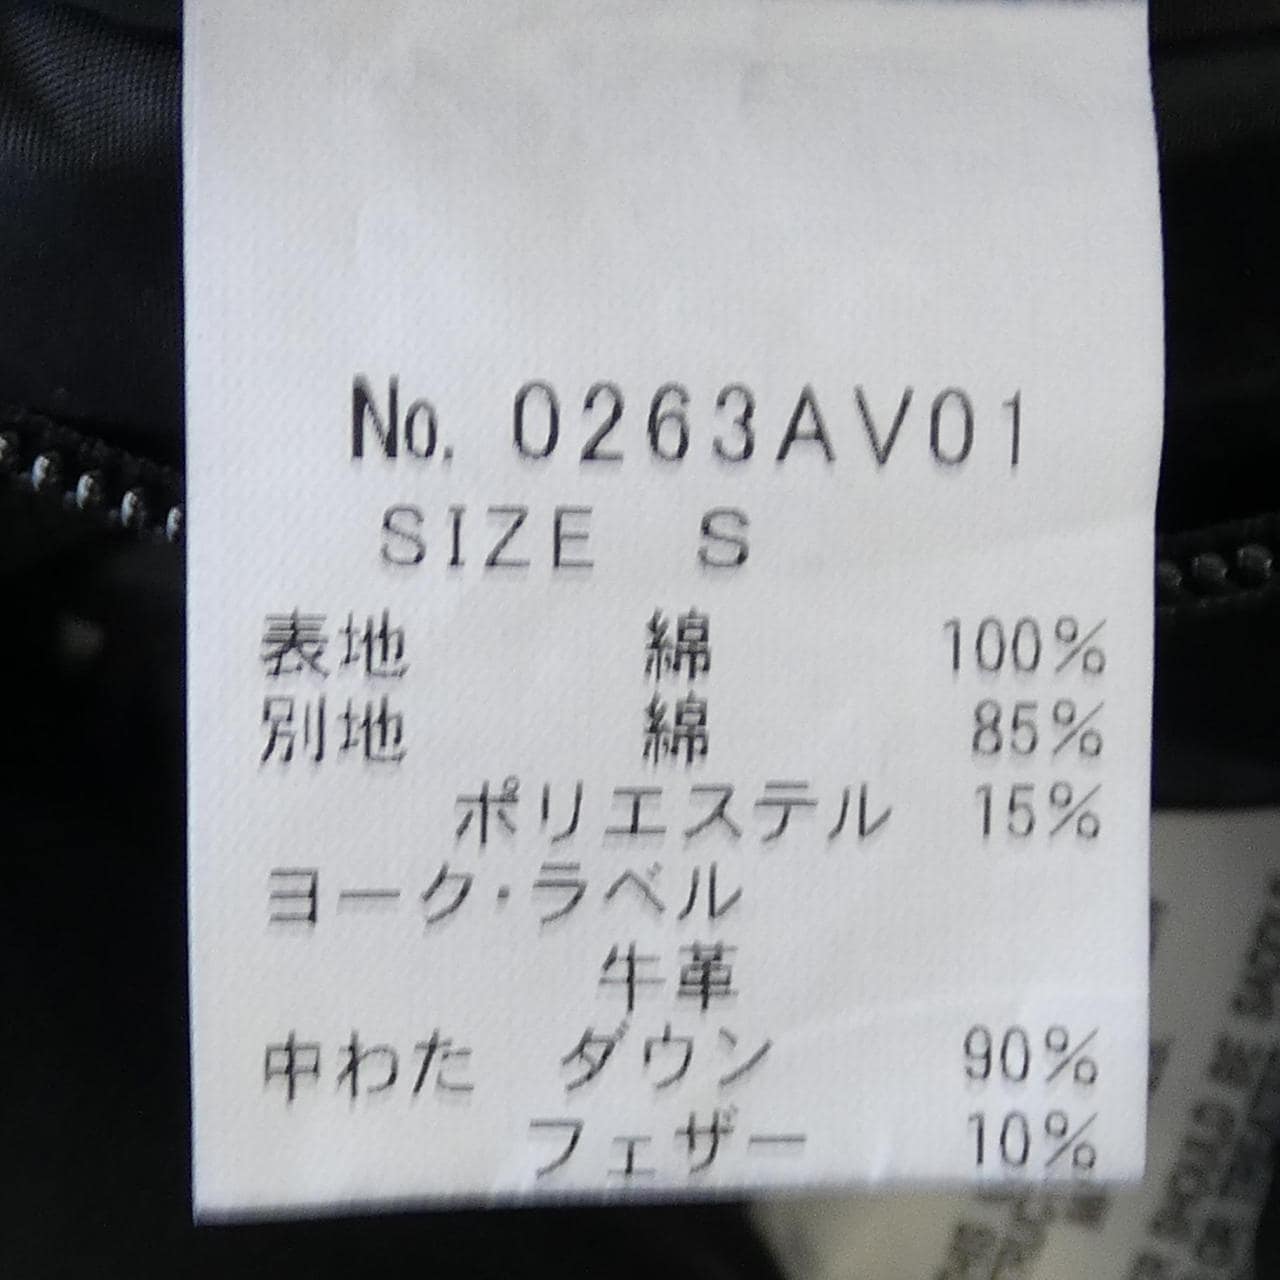 No. 0263AV01
SIZE S
表地 綿 100%
別地 綿 85%
ポリエステル 15%
ヨーク・ラベル
牛革
中わた ダウン 90%
フェザー 10%